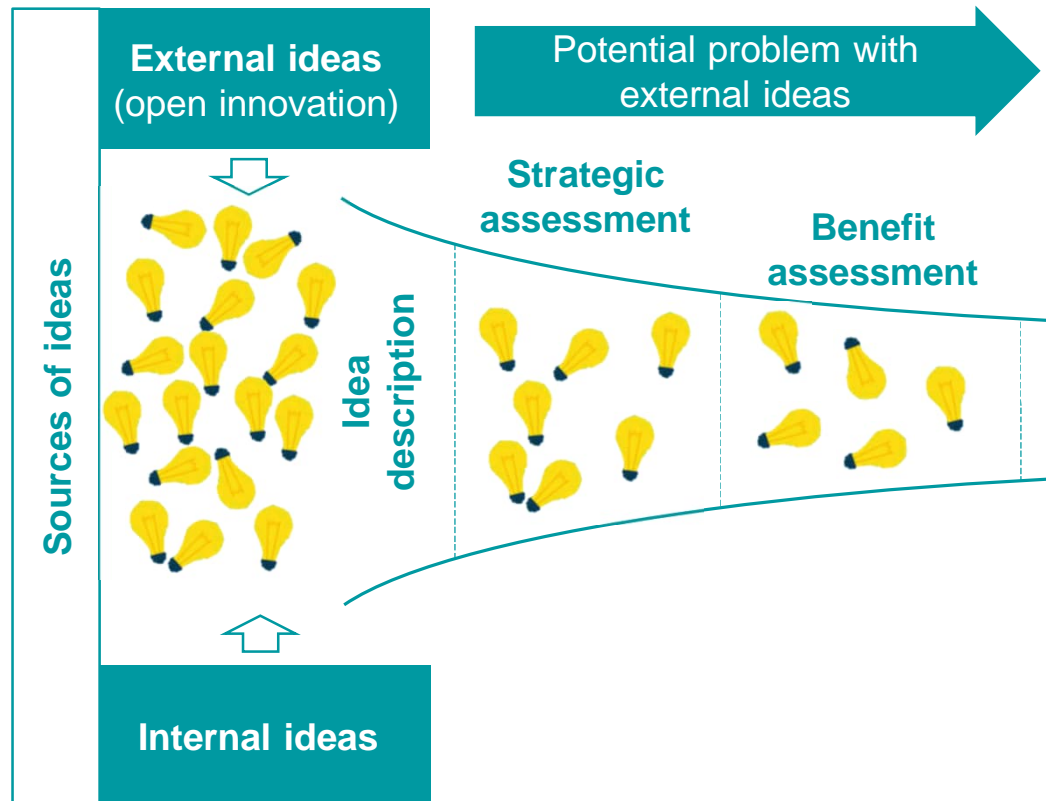 External ideas
(open innovation)
Potential problem with
external ideas
Strategic
assessment
Benefit
assessment
Sources of ideas
Idea
description
Internal ideas